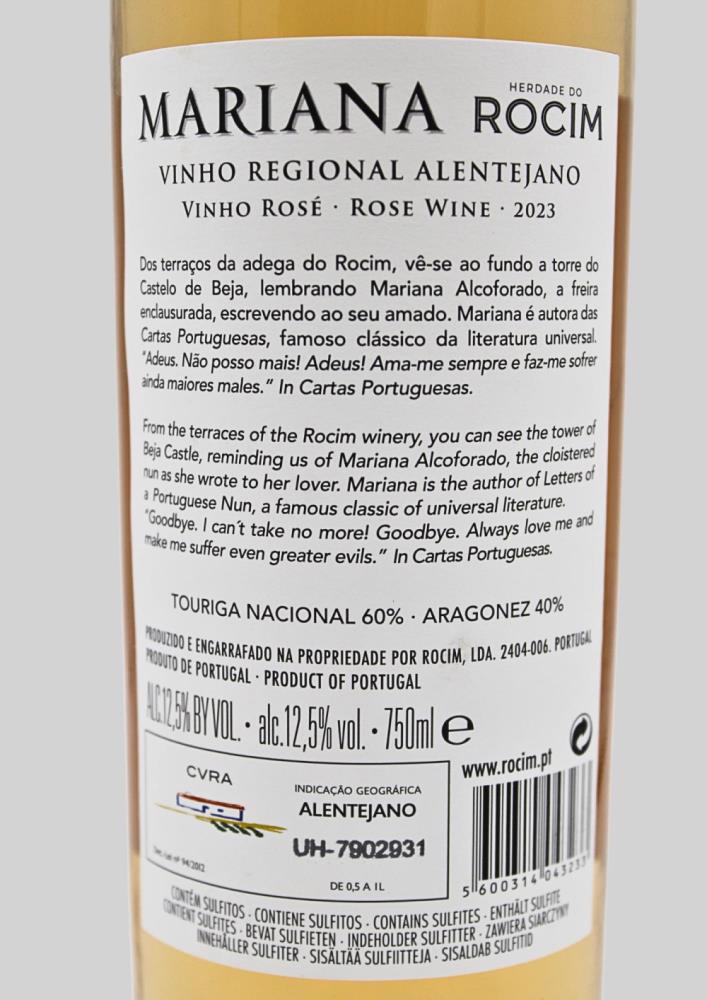 MARIANA
HERDADE DO
ROCIM
VINHO REGIONAL ALENTEJANO
VINHO ROSÉ · ROSE WINE · 2023
Dos terraços da adega do Rocim, vê-se ao fundo a torre do
Castelo de Beja, lembrando Mariana Alcoforado, a freira
enclausurada, escrevendo ao seu amado. Mariana é autora das
Cartas Portuguesas, famoso clássico da literatura universal.
"Adeus. Não posso mais! Adeus! Ama-me sempre e faz-me sofrer
ainda maiores males." In Cartas Portuguesas.
From the terraces of the Rocim winery, you can see the tower of
Beja Castle, reminding us of Mariana Alcoforado, the cloistered
nun as she wrote to her lover. Mariana is the author of Letters of
a Portuguese Nun, a famous classic of universal literature.
"Goodbye. I can´t take no more! Goodbye. Always love me and
make me suffer even greater evils." In Cartas Portuguesas.
TOURIGA NACIONAL 60% · ARAGONEZ 40%
PRODUZIDO E ENGARRAFADO NA PROPRIEDADE POR ROCIM, LDA. 2404-006. PORTUGAL
PRODUTO DE PORTUGAL · PRODUCT OF PORTUGAL
ALC.12,5% BY VOL. · alc.12,5% vol. · 750ml e
www.rocim.pt
CVRA
INDICAÇÃO GEOGRÁFICA
ALENTEJANO
UH-7902931
Dec. Lei nº 94/2012
DE 0,5 A 1L
5 600314 043233
CONTÉM SULFITOS · CONTIENE SULFITOS · CONTAINS SULFITES · ENTHÄLT SULFITE
CONTIENT SULFITES · BEVAT SULFIETEN · INDEHOLDER SULFITTER · ZAWIERA SIARCZYNY
INNEHÅLLER SULFITER · SISÄLTÄÄ SULFIITTEJA · SISALDAB SULFITID